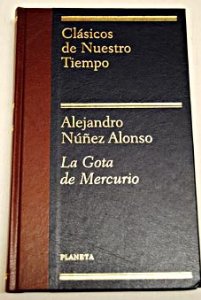 Clásicos
de Nuestro
Tiempo
Alejandro
Núñez Alonso
La Gota
de Mercurio
PLANETA